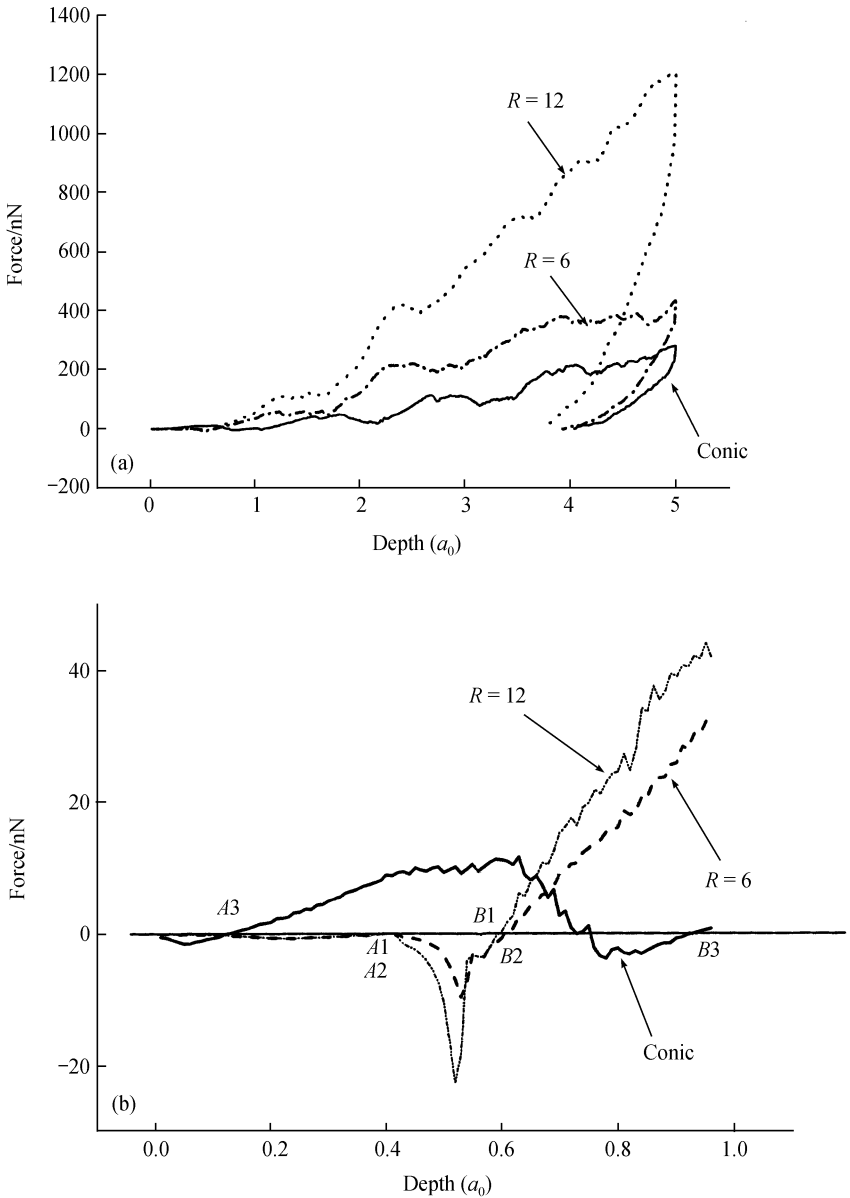 1400
1200
1000
800
600
400
200
0
−200
Force/nN
R = 12
R = 6
Conic
(a)
0 1 2 3 4 5
Depth (a0)
40
20
0
−20
Force/nN
R = 12
R = 6
A3
A1
A2
B1
B2
B3
Conic
(b)
0.0 0.2 0.4 0.6 0.8 1.0
Depth (a0)